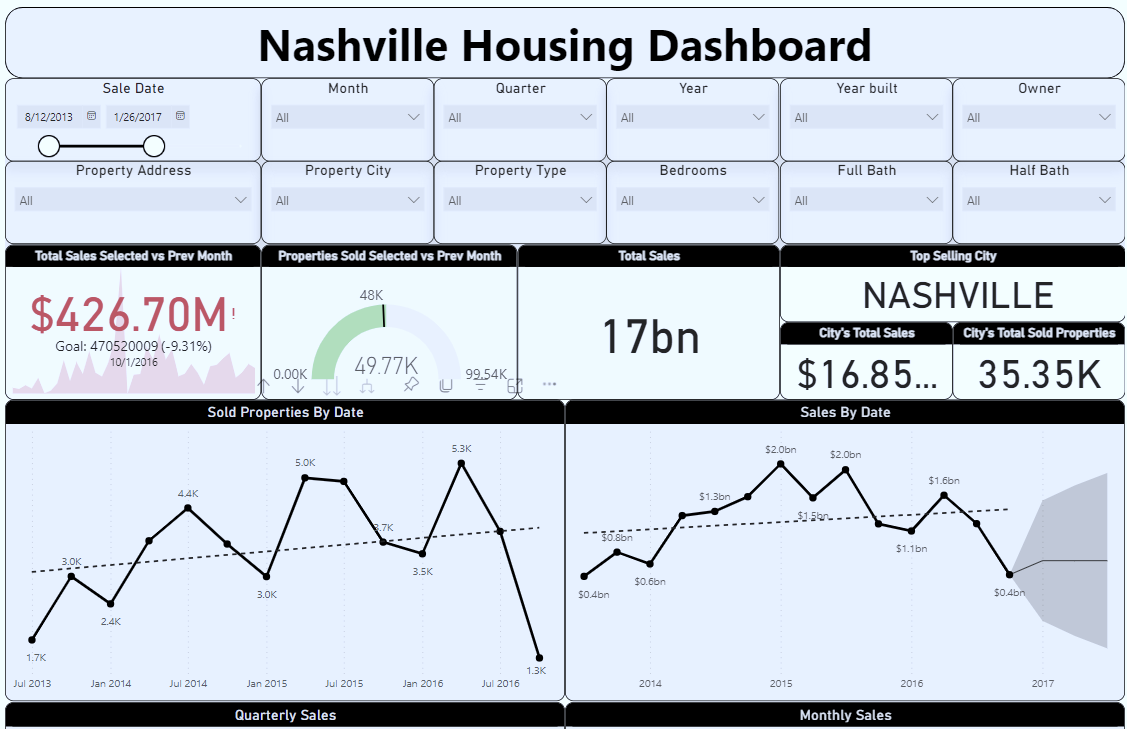 Nashville Housing Dashboard
Sale Date
Month
Quarter
Year
Year built
Owner
8/12/2013
1/26/2017
All
All
All
All
All
Property Address
Property City
Property Type
Bedrooms
Full Bath
Half Bath
All
All
All
All
All
All
Total Sales Selected vs Prev Month
Properties Sold Selected vs Prev Month
Total Sales
Top Selling City
$426.70M!
Goal: 470520009 (-9.31%)
10/1/2016
48K
0.00K
49.77K
99.54K
17bn
NASHVILLE
City's Total Sales
City's Total Sold Properties
$16.85...
35.35K
Sold Properties By Date
Sales By Date
1.7K
3.0K
2.4K
4.4K
3.0K
5.0K
3.7K
3.5K
5.3K
1.3K
Jul 2013
Jan 2014
Jul 2014
Jan 2015
Jul 2015
Jan 2016
Jul 2016
$0.4bn
$0.8bn
$0.6bn
$1.3bn
$2.0bn
$1.5bn
$2.0bn
$1.1bn
$1.6bn
$0.4bn
2014
2015
2016
2017
Quarterly Sales
Monthly Sales